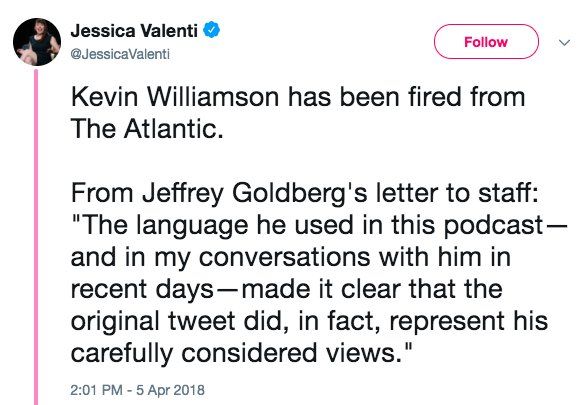 Jessica Valenti
@JessicaValenti
Follow
Kevin Williamson has been fired from
The Atlantic.
From Jeffrey Goldberg's letter to staff:
"The language he used in this podcast—
and in my conversations with him in
recent days—made it clear that the
original tweet did, in fact, represent his
carefully considered views."
2:01 PM - 5 Apr 2018